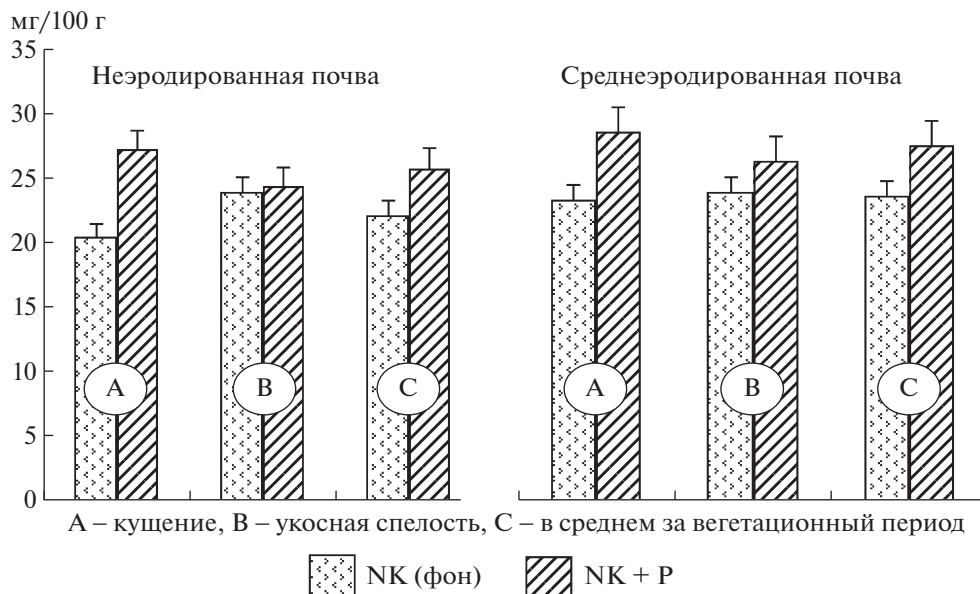 мг/100 г
35
Неэродированная почва
Среднеэродированная почва
30
25
20
15
10
A B C A B C
5
0
А – кущение, В – укосная спелость, С – в среднем за вегетационный период
NK (фон) NK + P